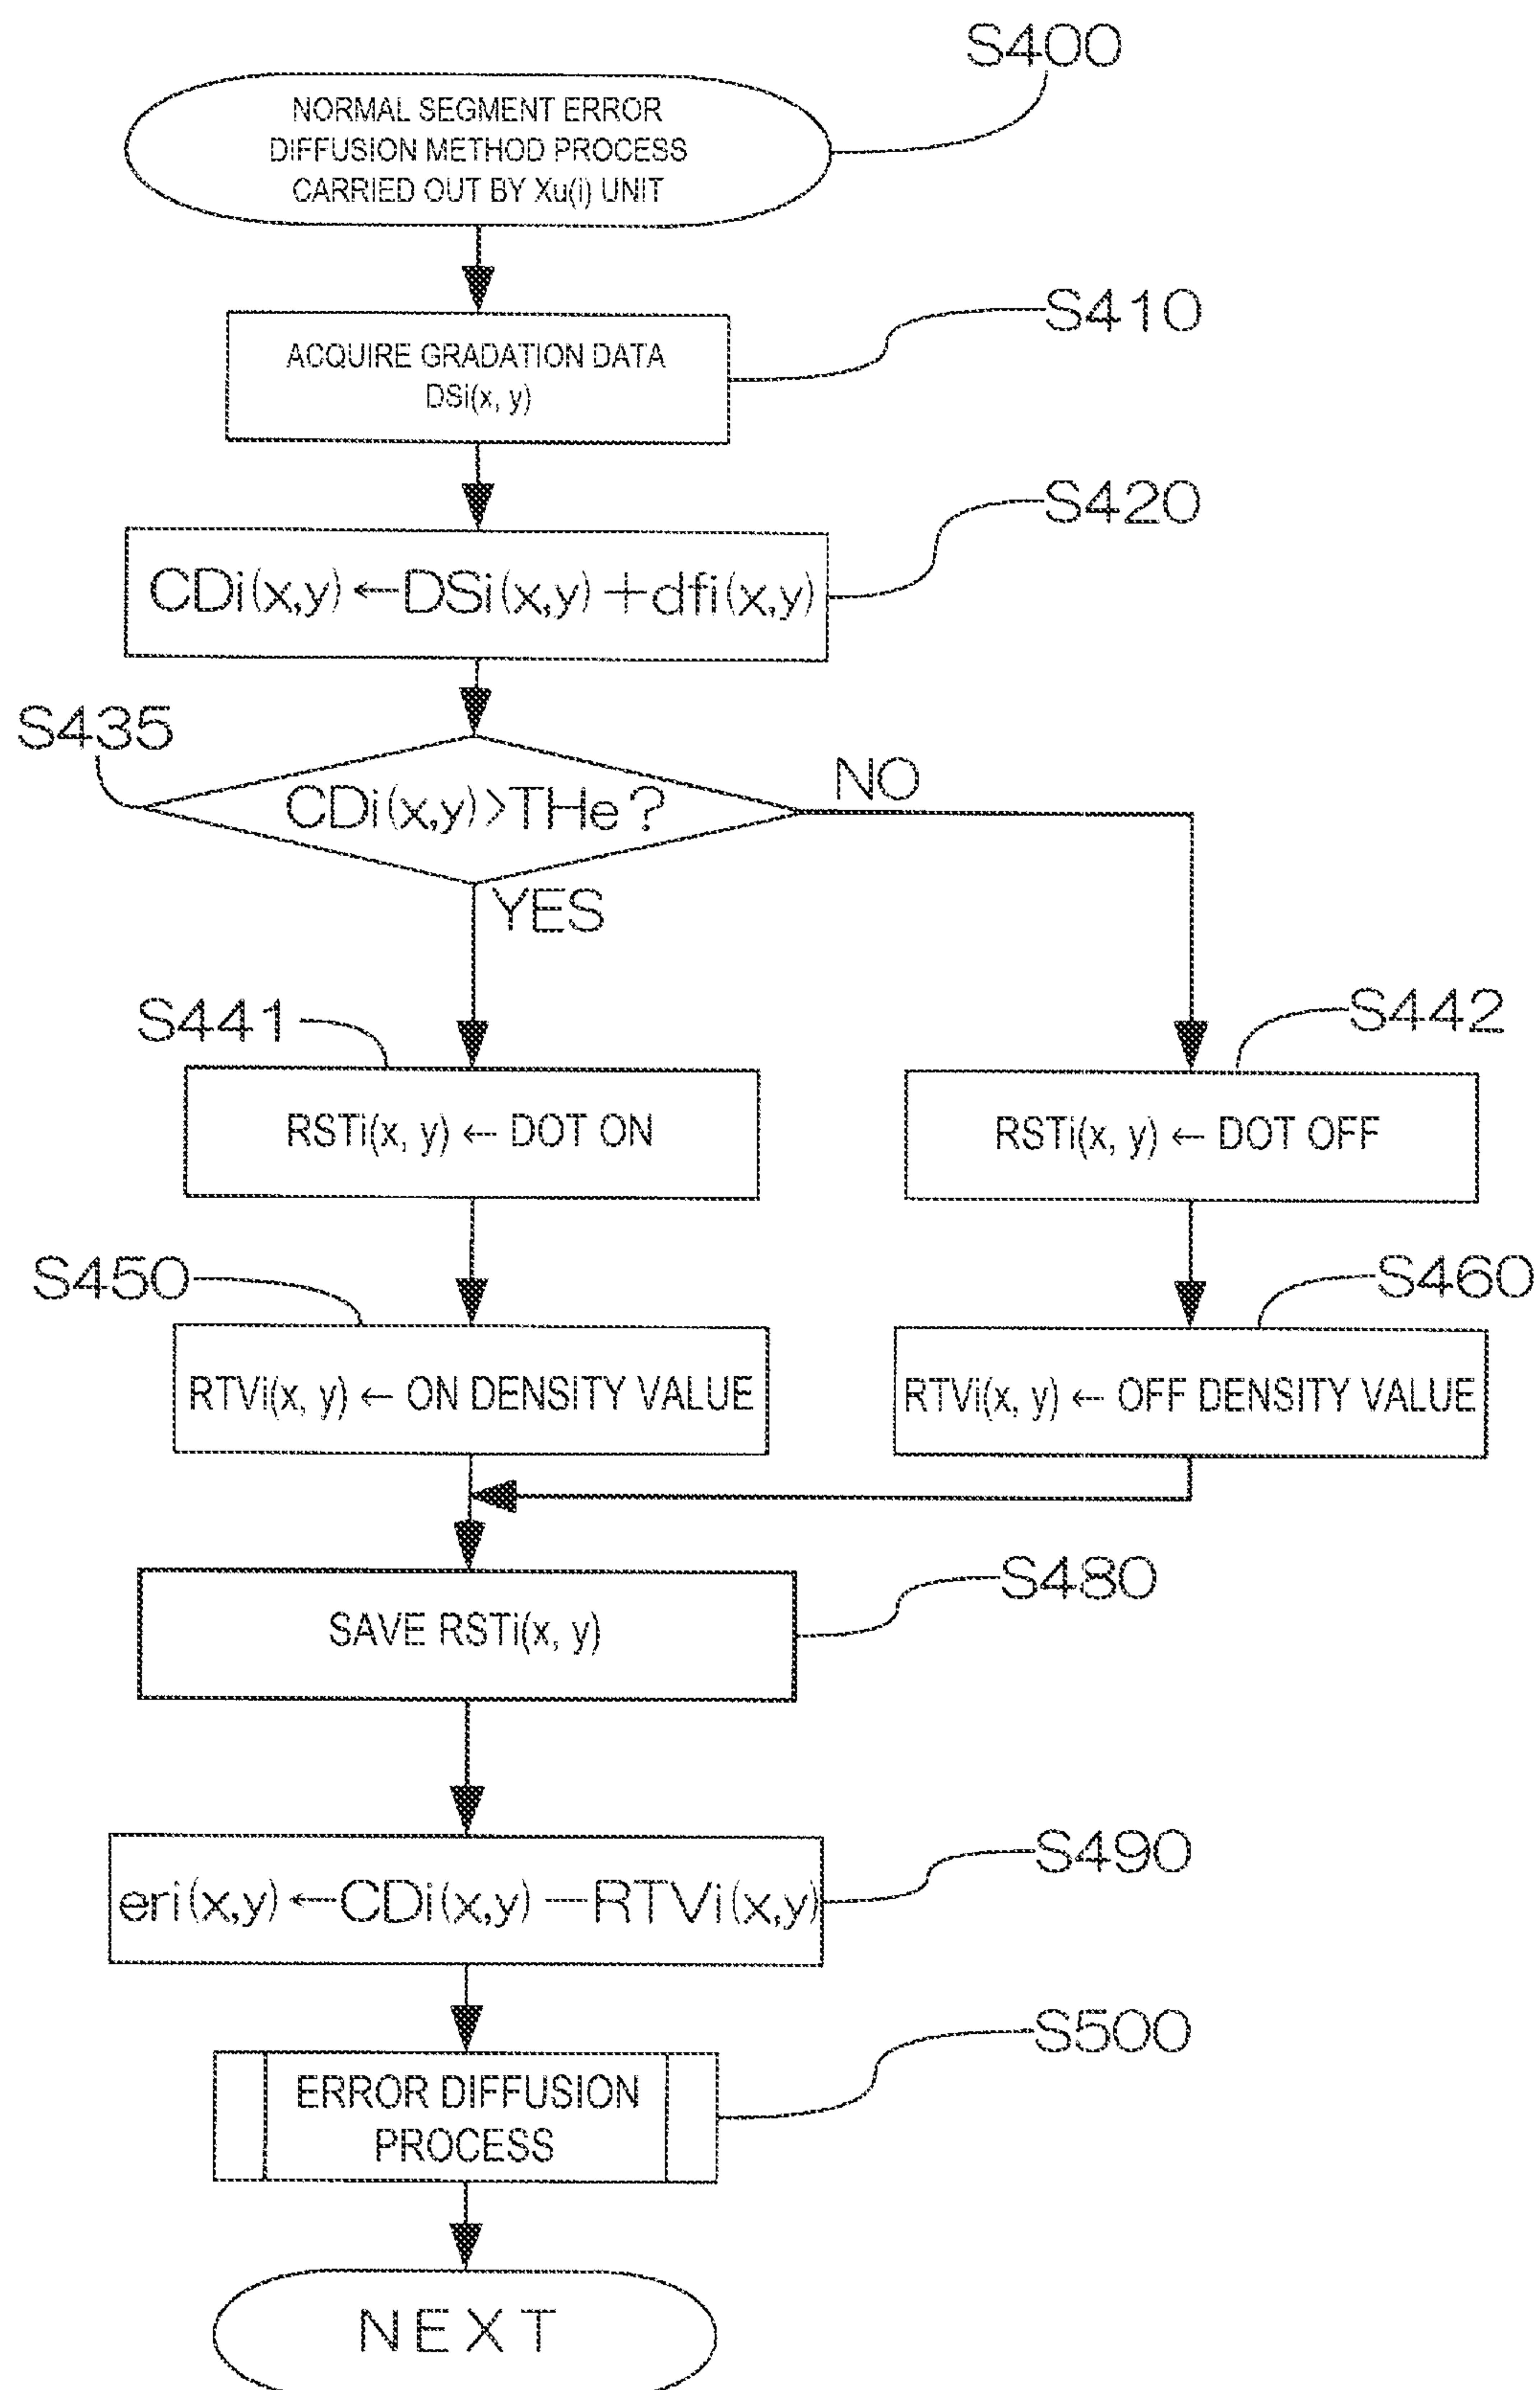 S400
NORMAL SEGMENT ERROR
DIFFUSION METHOD PROCESS
CARRIED OUT BY Xu(i) UNIT
S410
ACQUIRE GRADATION DATA
DSi(x, y)
S420
CDi(x,y)←DSi(x,y)+dfi(x,y)
S435
CDi(x,y)>THe?
NO
YES
S441
S442
RSTi(x, y) ← DOT ON
RSTi(x, y) ← DOT OFF
S450
S460
RTVi(x, y) ← ON DENSITY VALUE
RTVi(x, y) ← OFF DENSITY VALUE
S480
SAVE RSTi(x, y)
S490
eri(x,y)←CDi(x,y)−RTVi(x,y)
S500
ERROR DIFFUSION
PROCESS
NEXT